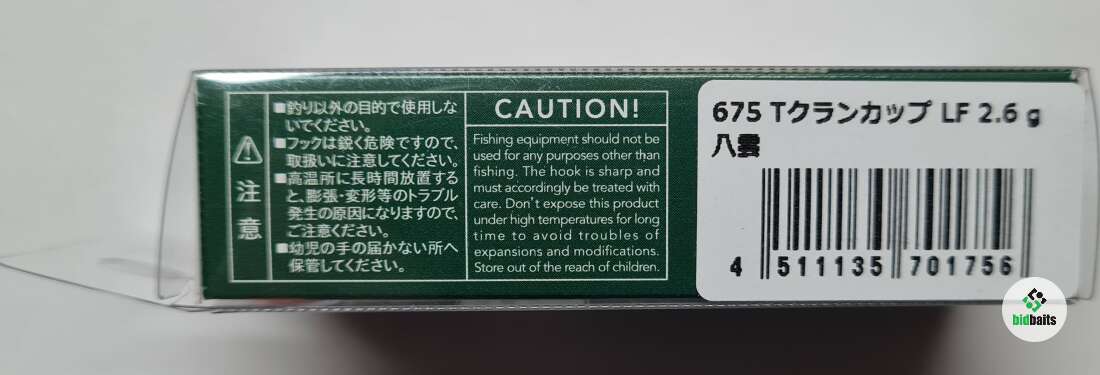 注意
■釣り以外の目的で使用しな
いでください。
■フックは鋭く危険ですので、
取扱いに注意してください。
■高温所に長時間放置する
と、膨張・変形等のトラブル
発生の原因になりますので、
ご注意ください。
■幼児の手の届かない所へ
保管してください。
CAUTION!
Fishing equipment should not be
used for any purposes other than
fishing. The hook is sharp and
must accordingly be treated with
care. Don't expose this product
under high temperatures for long
time to avoid troubles of
expansions and modifications.
Store out of the reach of children.
675 Tクランカップ LF 2.6 g
八雲
4 511135 701756
bidbaits